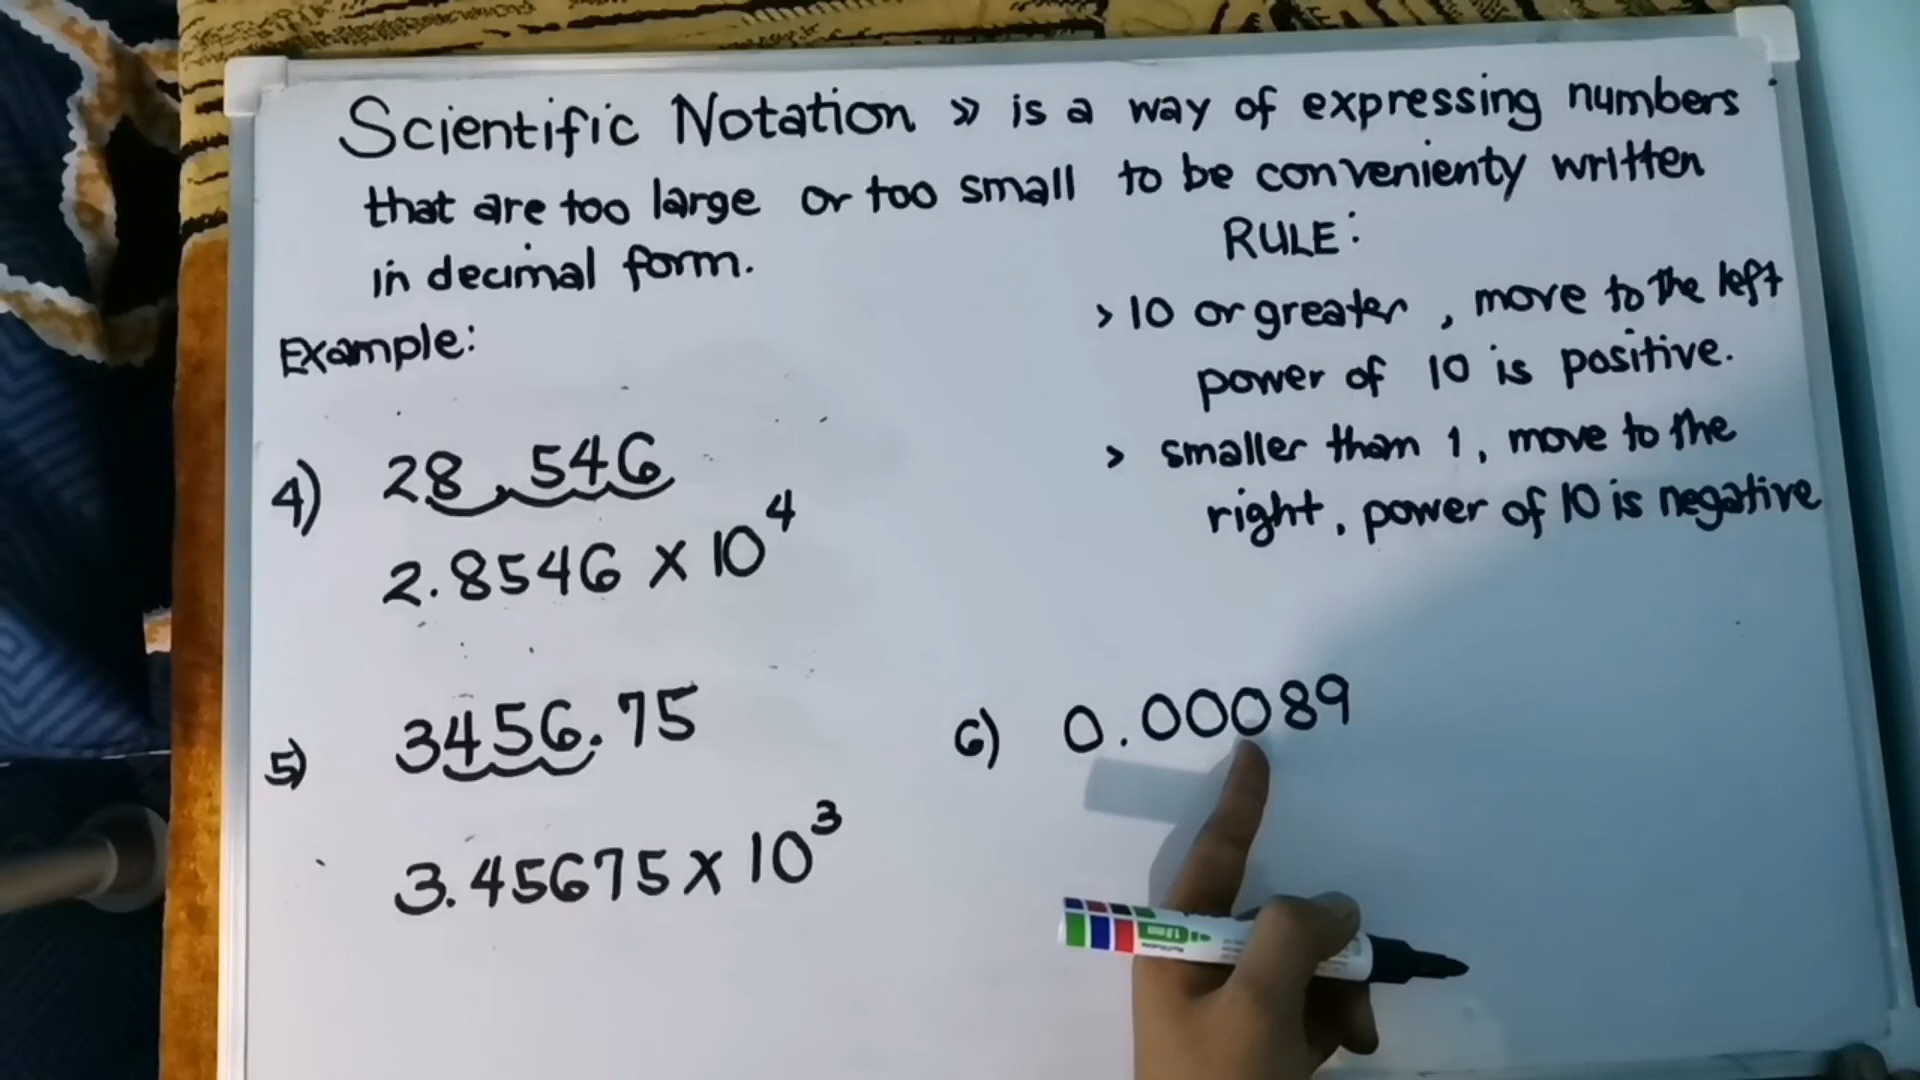 Scientific Notation >> is a way of expressing numbers
that are too large or too small to be convenienty written
in decimal form.
RULE:
> 10 or greater, move to the left
power of 10 is positive.
> smaller than 1, move to the
right, power of 10 is negative
Example:
4) 28,546
2.8546 x 10⁴
5) 3456.75
3.45675 x 10³
6) 0.00089